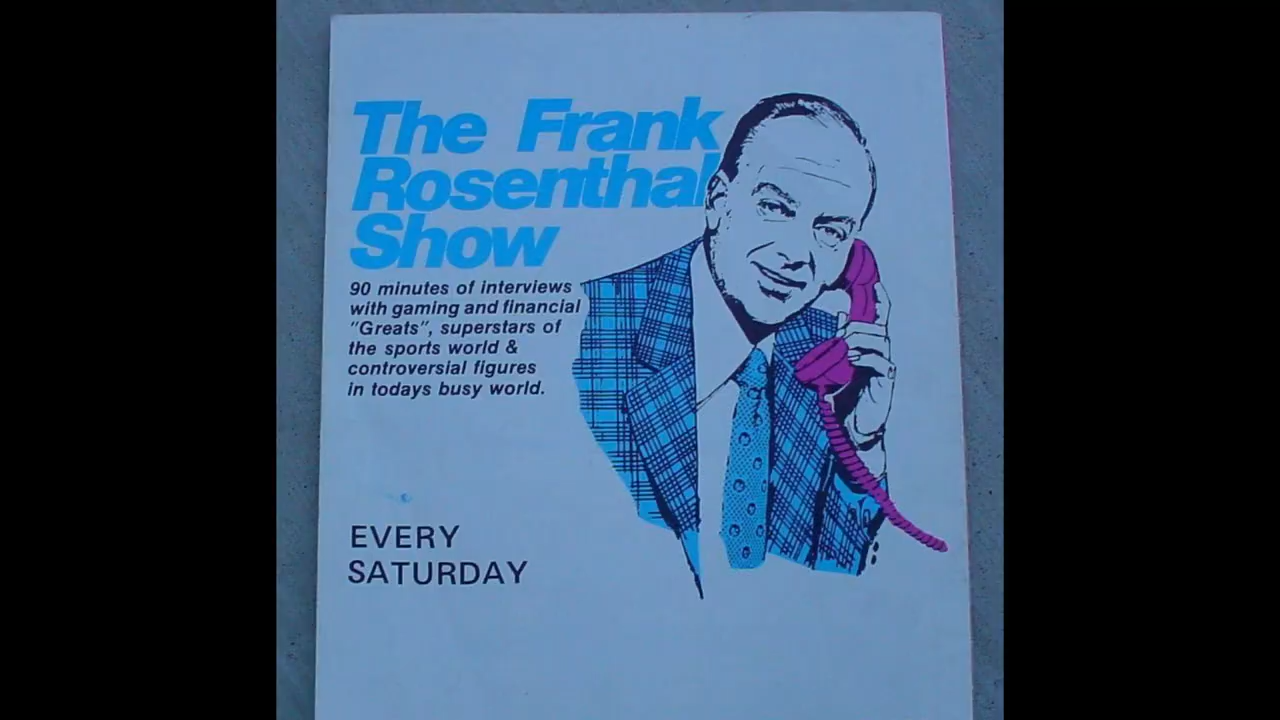 The Frank
Rosenthal
Show
90 minutes of interviews
with gaming and financial
"Greats", superstars of
the sports world &
controversial figures
in todays busy world.
EVERY
SATURDAY